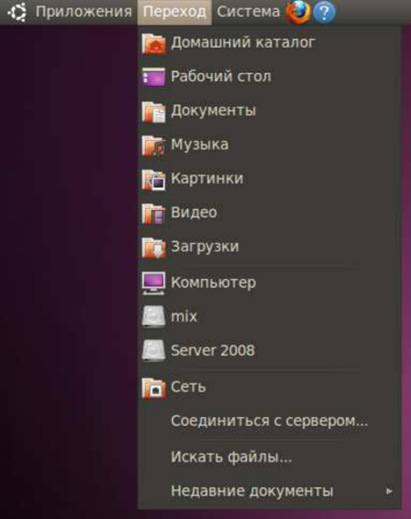 Приложения Переход Система
Домашний каталог
Рабочий стол
Документы
Музыка
Картинки
Видео
Загрузки
Компьютер
mix
Server 2008
Сеть
Соединиться с сервером...
Искать файлы...
Недавние документы